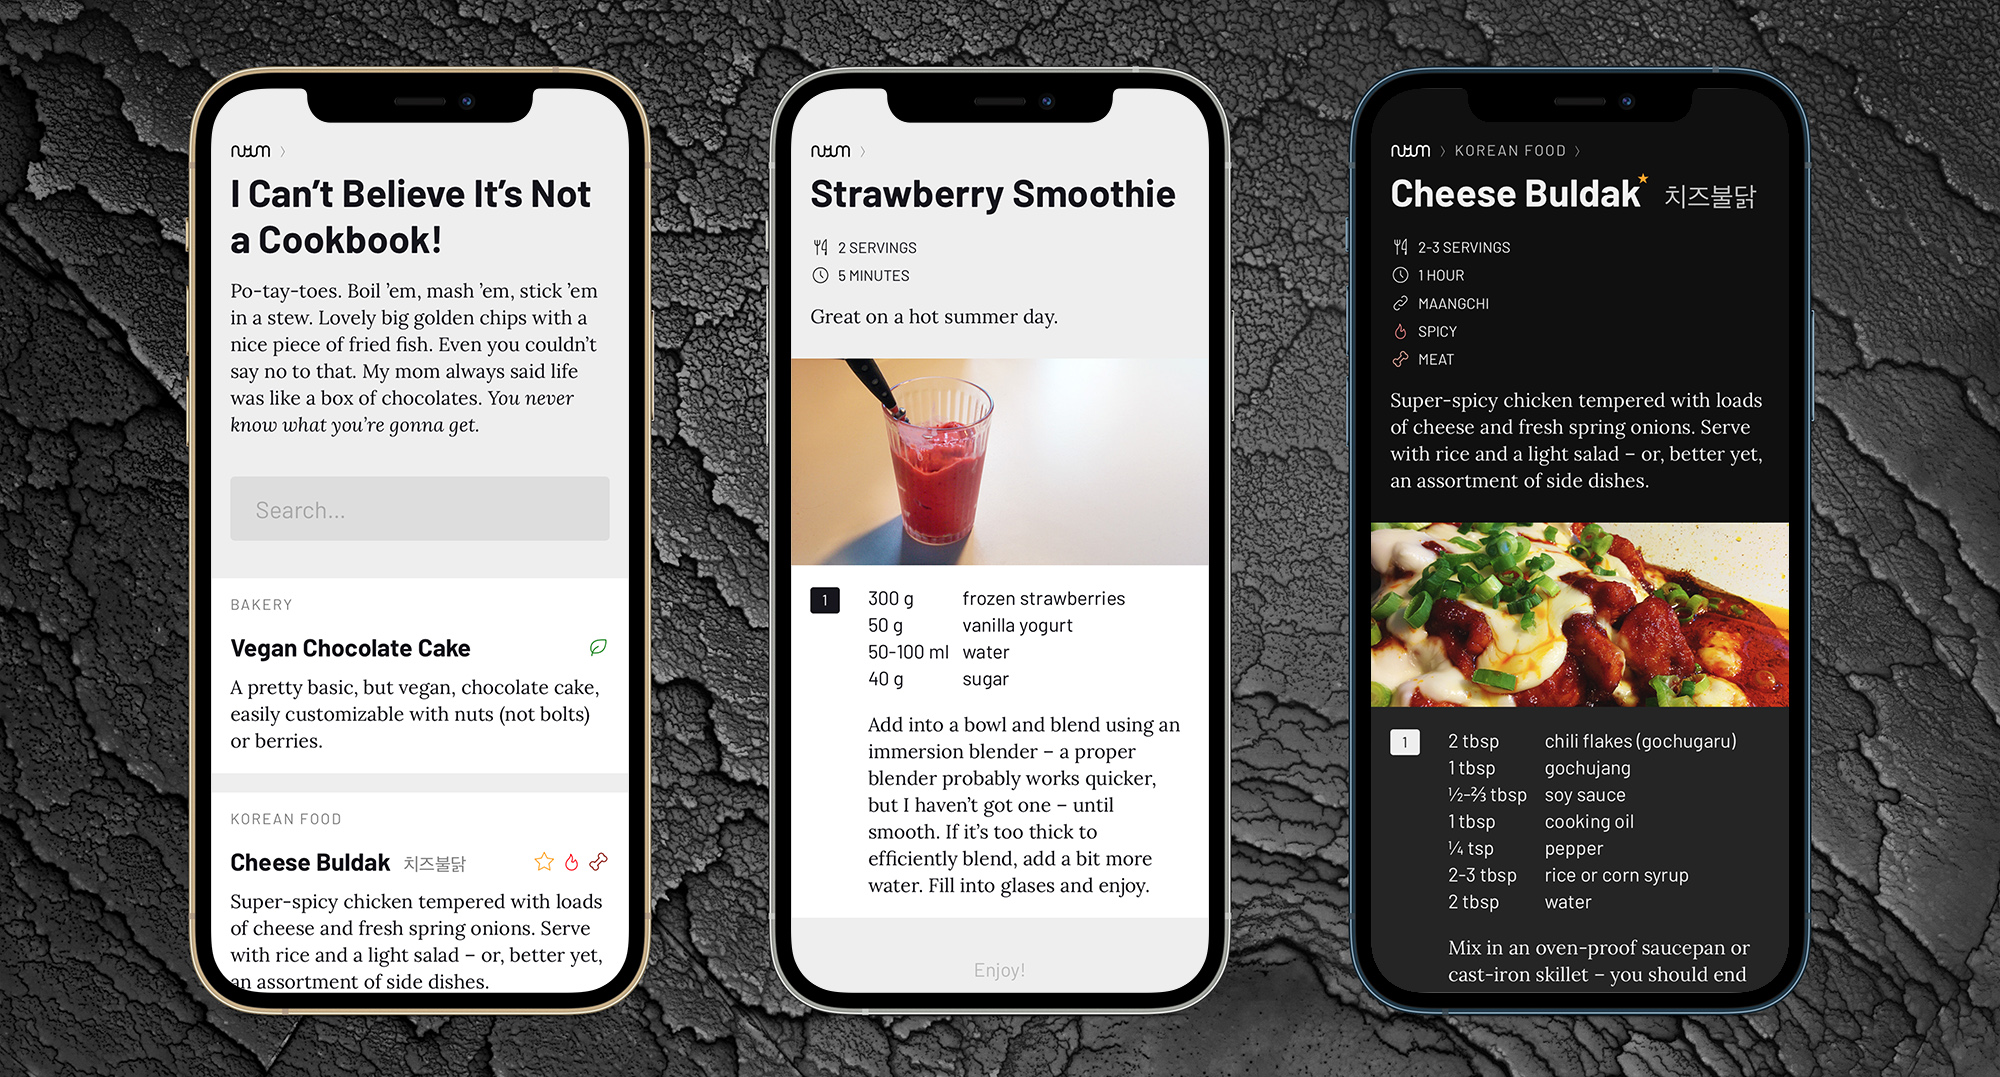 num 〉
I Can’t Believe It’s Not
a Cookbook!
Po-tay-toes. Boil ’em, mash ’em, stick ’em
in a stew. Lovely big golden chips with a
nice piece of fried fish. Even you couldn’t
say no to that. My mom always said life
was like a box of chocolates. You never
know what you’re gonna get.
Search...
BAKERY
Vegan Chocolate Cake
A pretty basic, but vegan, chocolate cake,
easily customizable with nuts (not bolts)
or berries.
KOREAN FOOD
Cheese Buldak 치즈불닭
Super-spicy chicken tempered with loads
of cheese and fresh spring onions. Serve
with rice and a light salad – or, better yet,
an assortment of side dishes.
num 〉
Strawberry Smoothie
2 SERVINGS
5 MINUTES
Great on a hot summer day.
1 300 g frozen strawberries
50 g vanilla yogurt
50-100 ml water
40 g sugar
Add into a bowl and blend using an
immersion blender – a proper
blender probably works quicker,
but I haven’t got one – until
smooth. If it’s too thick to
efficiently blend, add a bit more
water. Fill into glasses and enjoy.
Enjoy!
num 〉 KOREAN FOOD 〉
Cheese Buldak 치즈불닭
2-3 SERVINGS
1 HOUR
MAANGCHI
SPICY
MEAT
Super-spicy chicken tempered with loads
of cheese and fresh spring onions. Serve
with rice and a light salad – or, better yet,
an assortment of side dishes.
1 2 tbsp chili flakes (gochugaru)
1 tbsp gochujang
½-⅔ tbsp soy sauce
1 tbsp cooking oil
¼ tsp pepper
2-3 tbsp rice or corn syrup
2 tbsp water
Mix in an oven-proof saucepan or
cast-iron skillet – you should end